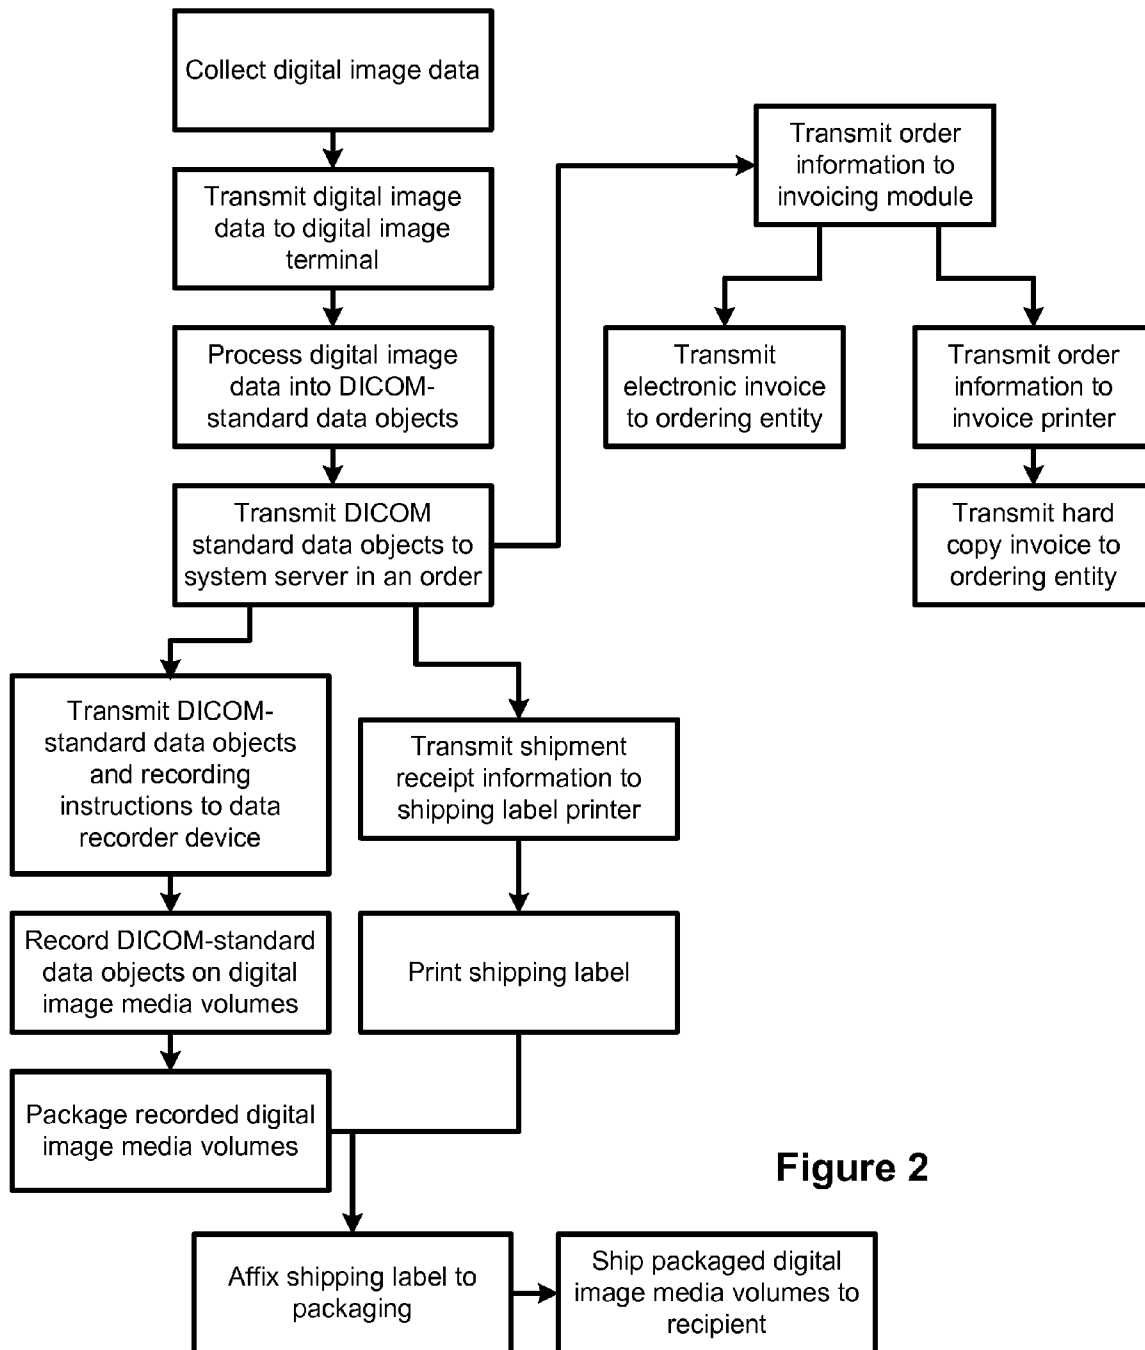 Collect digital image data
Transmit digital image
data to digital image
terminal
Process digital image
data into DICOM-
standard data objects
Transmit DICOM
standard data objects to
system server in an order
Transmit order
information to
invoicing module
Transmit
electronic invoice
to ordering entity
Transmit order
information to
invoice printer
Transmit hard
copy invoice to
ordering entity
Transmit DICOM-
standard data objects
and recording
instructions to data
recorder device
Record DICOM-standard
data objects on digital
image media volumes
Package recorded digital
image media volumes
Transmit shipment
receipt information to
shipping label printer
Print shipping label
Affix shipping label to
packaging
Ship packaged digital
image media volumes to
recipient
Figure 2